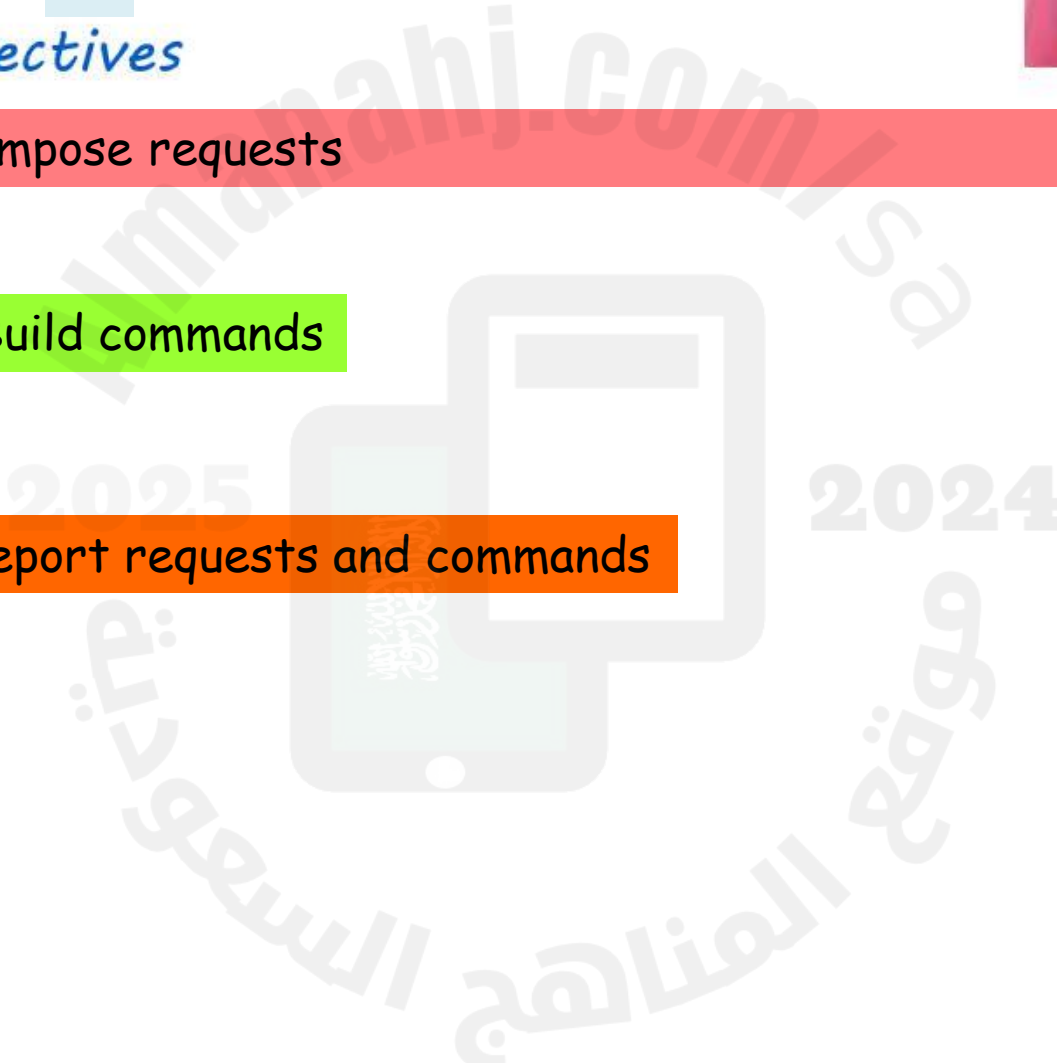 ectives
mpose requests
uild commands
eport requests and commands
Almanahj.com/sa
2025
2024
موقع
المناهج السعودية